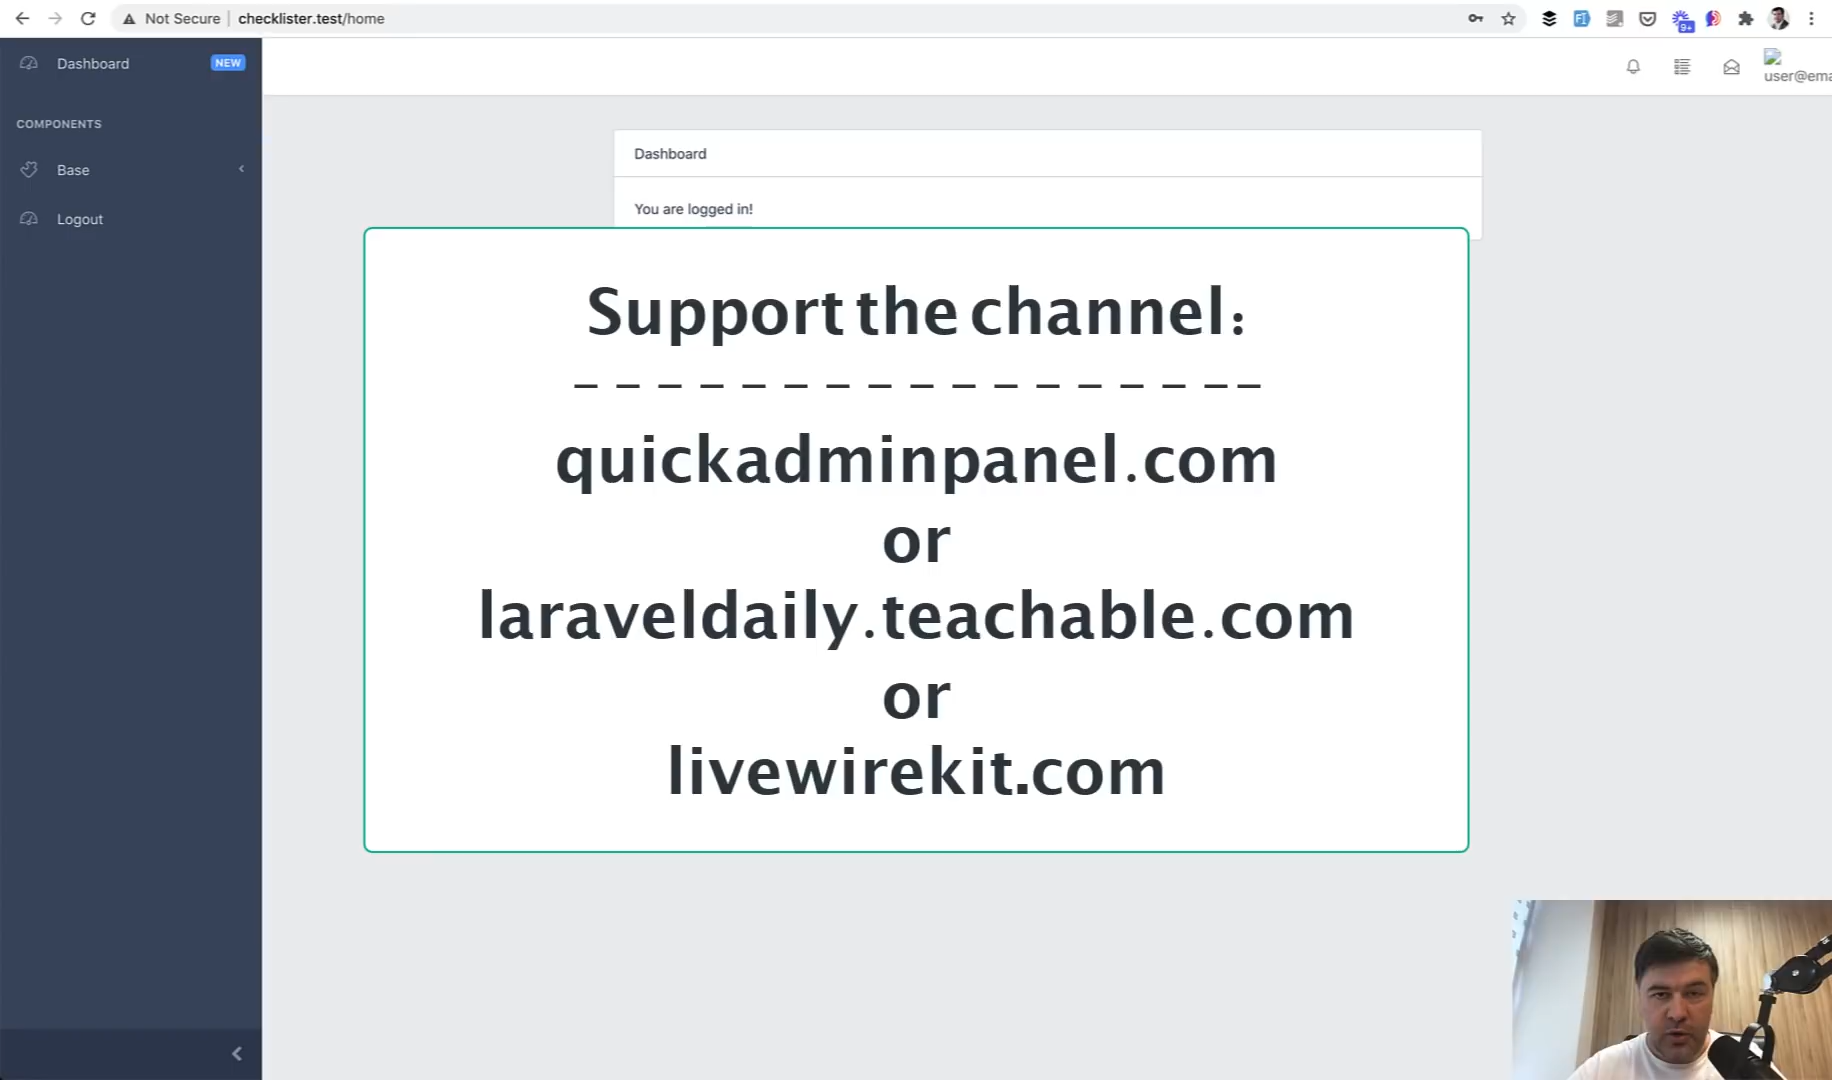 Not Secure checklister.test/home
9+
Dashboard NEW
user@ema
COMPONENTS
Base
Logout
Dashboard
You are logged in!
Support the channel:
------------------
quickadminpanel.com
or
laraveldaily.teachable.com
or
livewirekit.com